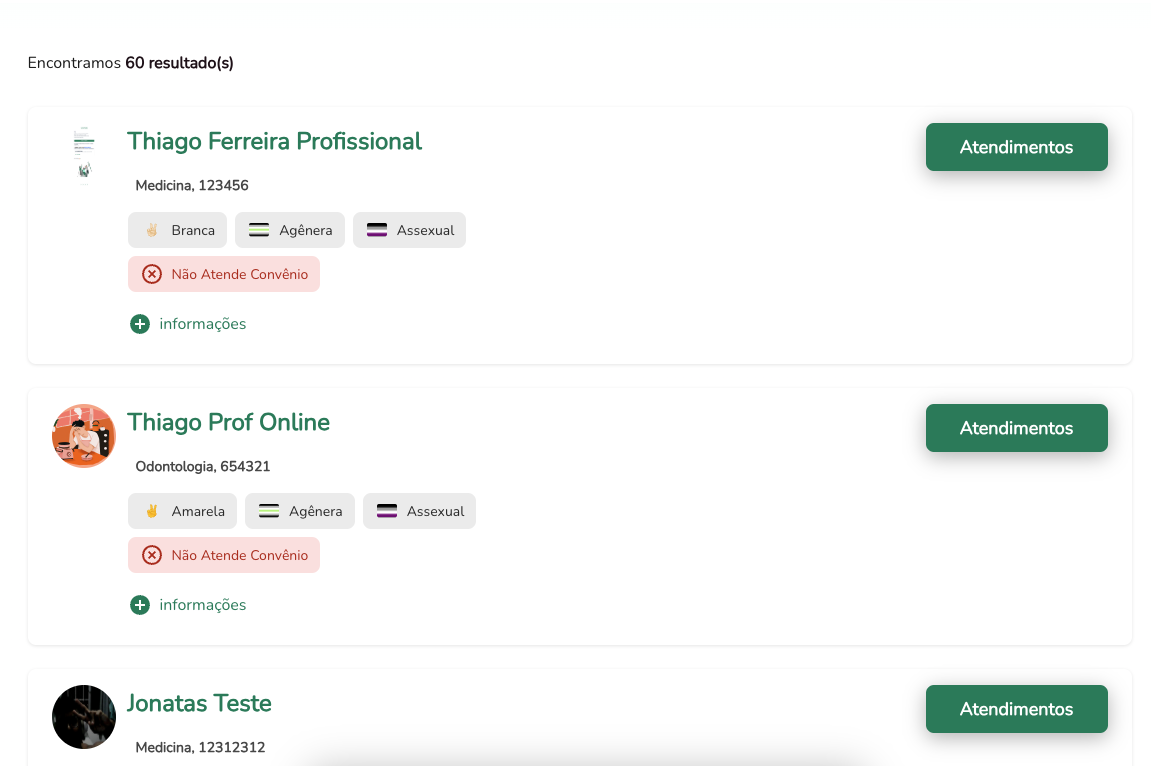 Encontramos 60 resultado(s)
Thiago Ferreira Profissional
Atendimentos
Medicina, 123456
Branca
Agênera
Assexual
Não Atende Convênio
informações
Thiago Prof Online
Atendimentos
Odontologia, 654321
Amarela
Agênera
Assexual
Não Atende Convênio
informações
Jonatas Teste
Atendimentos
Medicina, 12312312